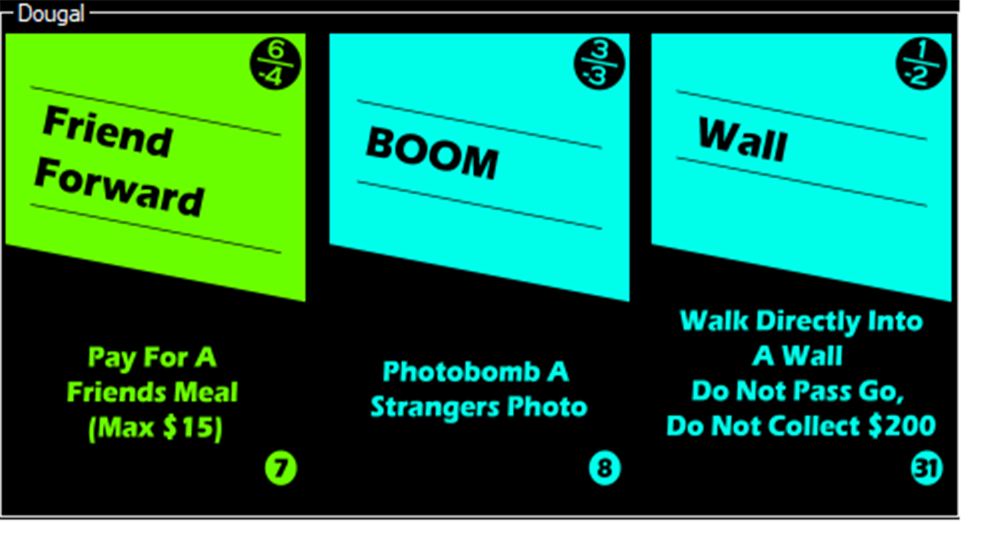 Dougal
6
-4
Friend
Forward
Pay For A
Friends Meal
(Max $15)
7
3
-3
BOOM
Photobomb A
Strangers Photo
8
1
-2
Wall
Walk Directly Into
A Wall
Do Not Pass Go,
Do Not Collect $200
31